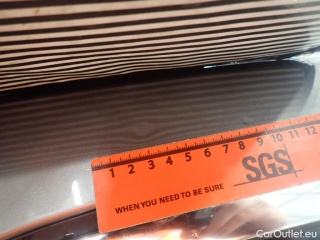 1 2 3 4 5 6 7 8 9 10 11 12
SGS
WHEN YOU NEED TO BE SURE
CarOutlet.eu